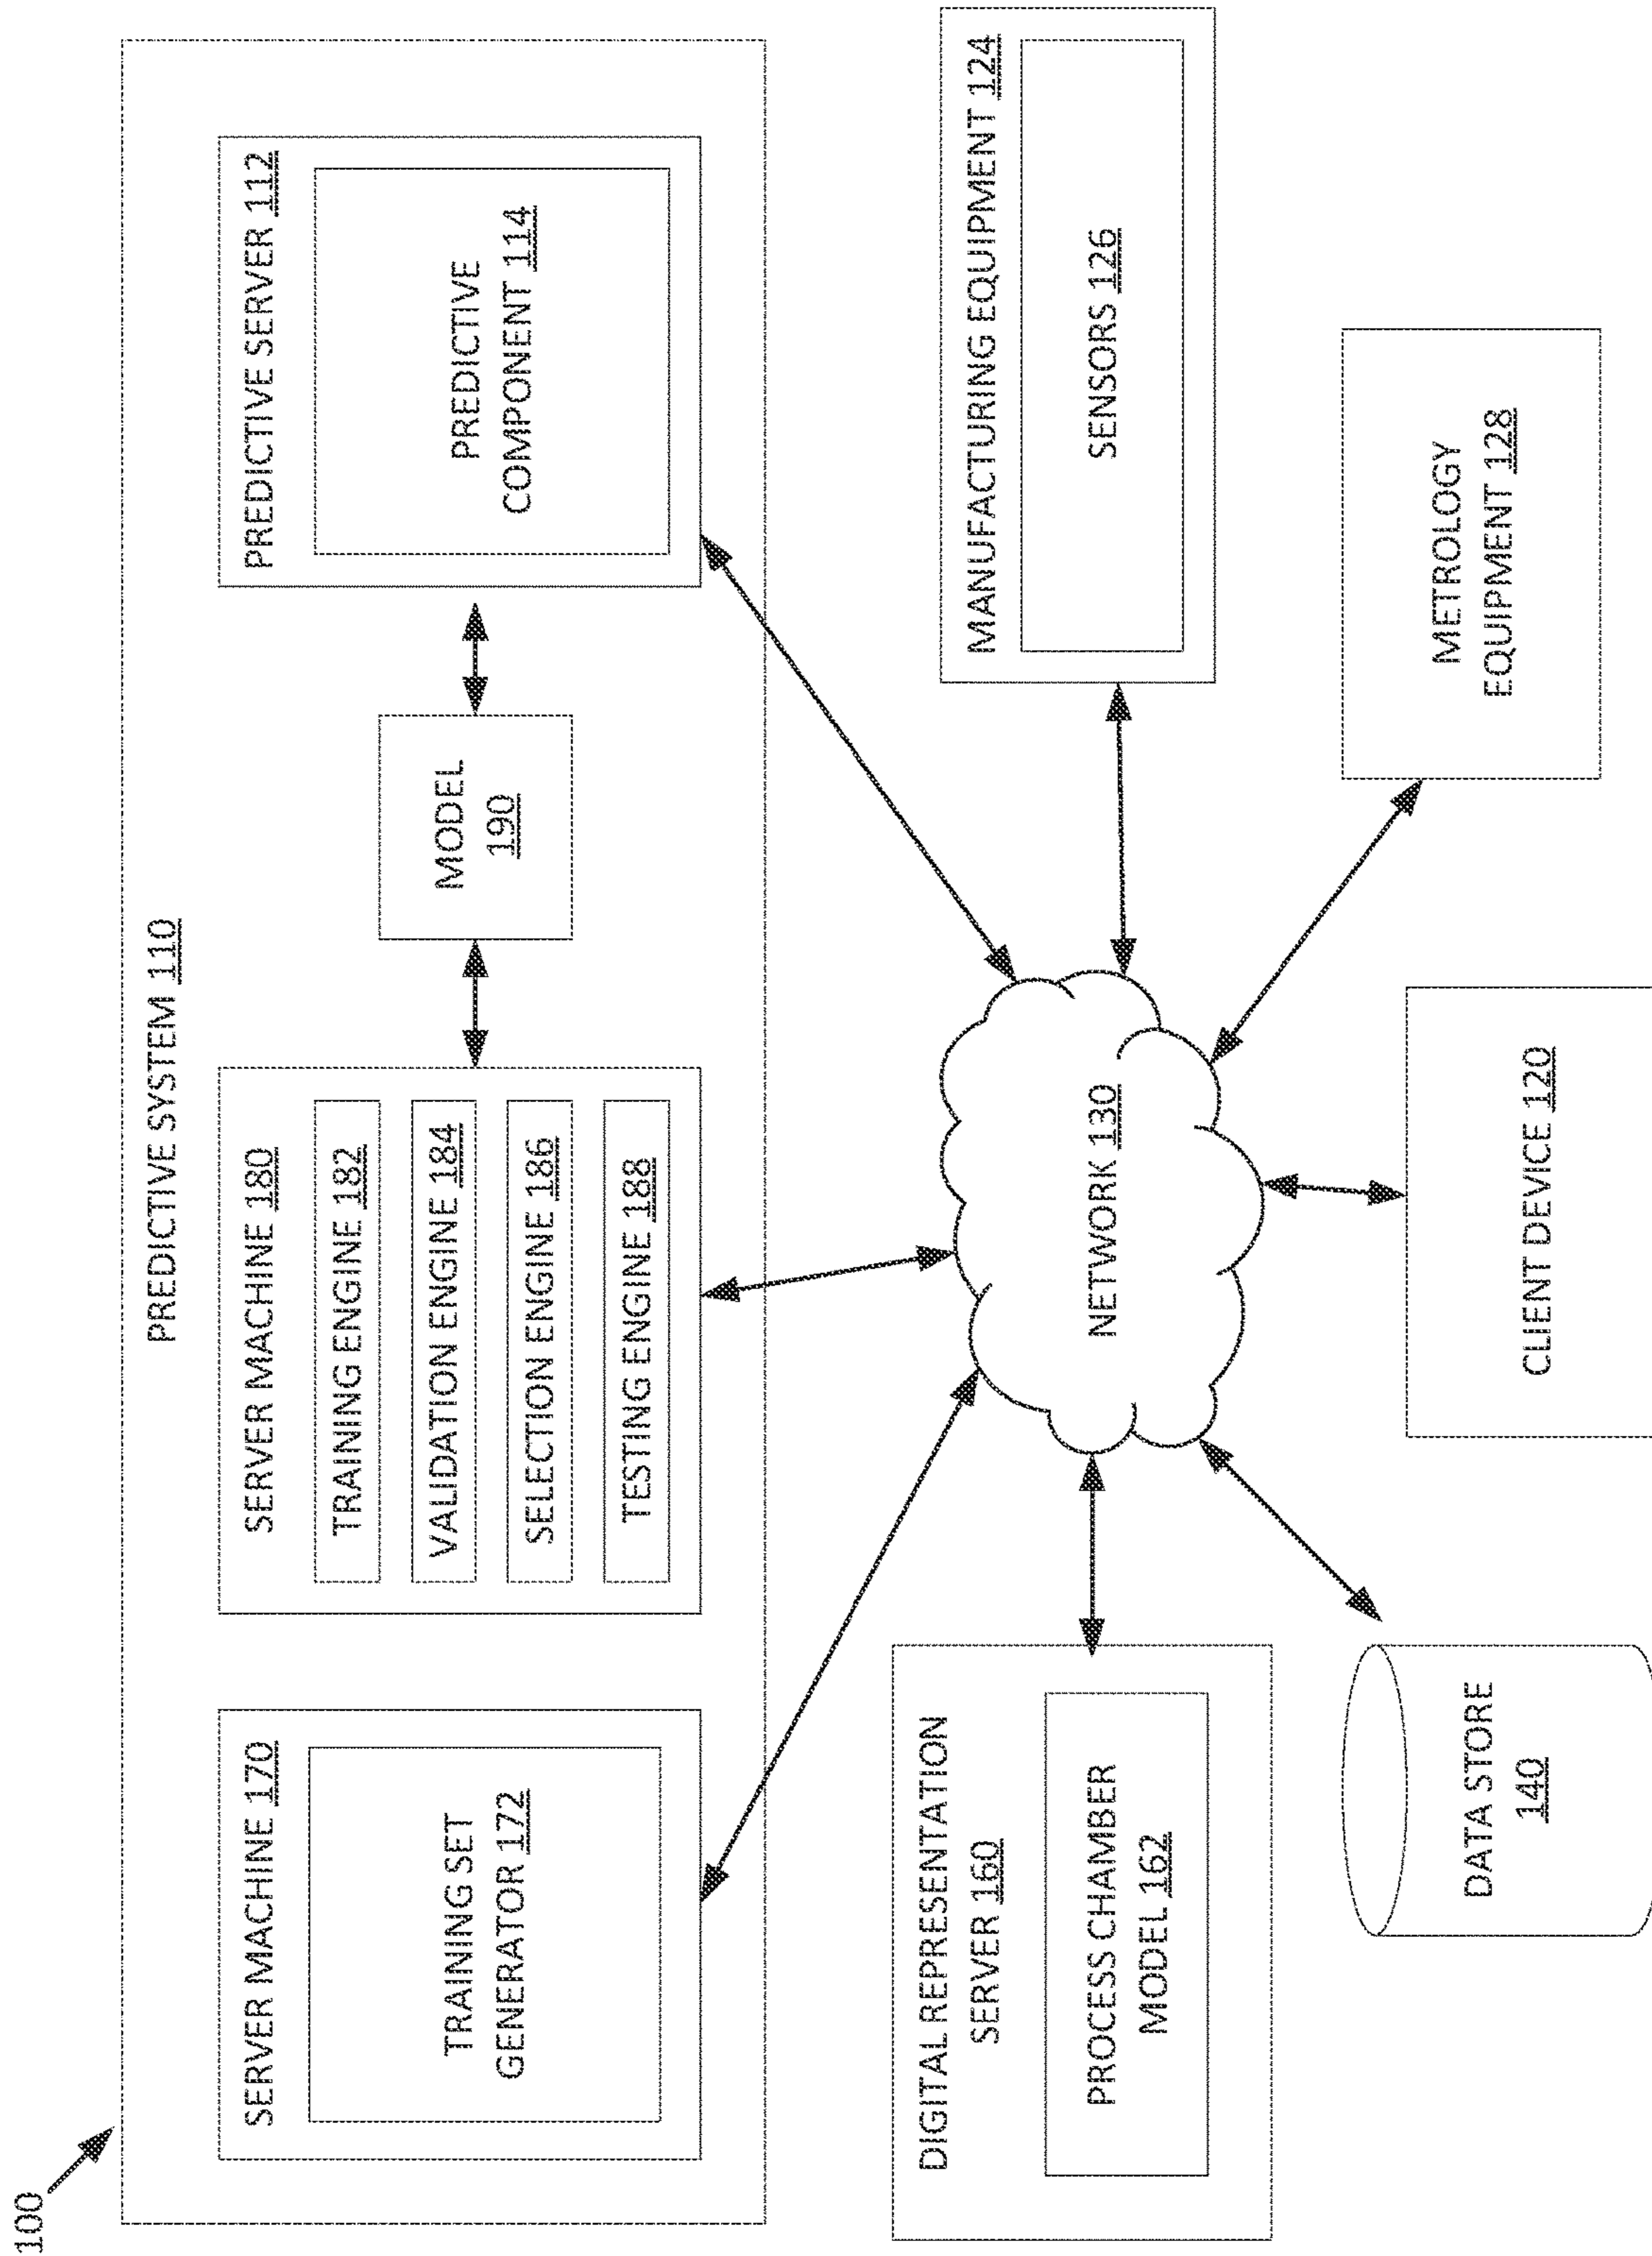 100
PREDICTIVE SYSTEM 110
SERVER MACHINE 170
TRAINING SET
GENERATOR 172
SERVER MACHINE 180
TRAINING ENGINE 182
VALIDATION ENGINE 184
SELECTION ENGINE 186
TESTING ENGINE 188
MODEL
190
PREDICTIVE SERVER 112
PREDICTIVE
COMPONENT 114
DIGITAL REPRESENTATION
SERVER 160
PROCESS CHAMBER
MODEL 162
NETWORK 130
MANUFACTURING EQUIPMENT 124
SENSORS 126
DATA STORE
140
CLIENT DEVICE 120
METROLOGY
EQUIPMENT 128